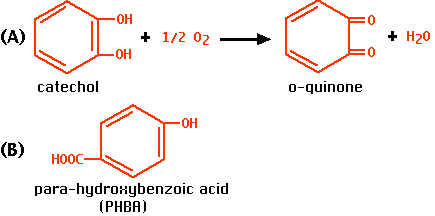 (A) OH OH + 1/2 O2 → O O + H2O
catechol o-quinone
(B) OH HOOC
para-hydroxybenzoic acid
(PHBA)